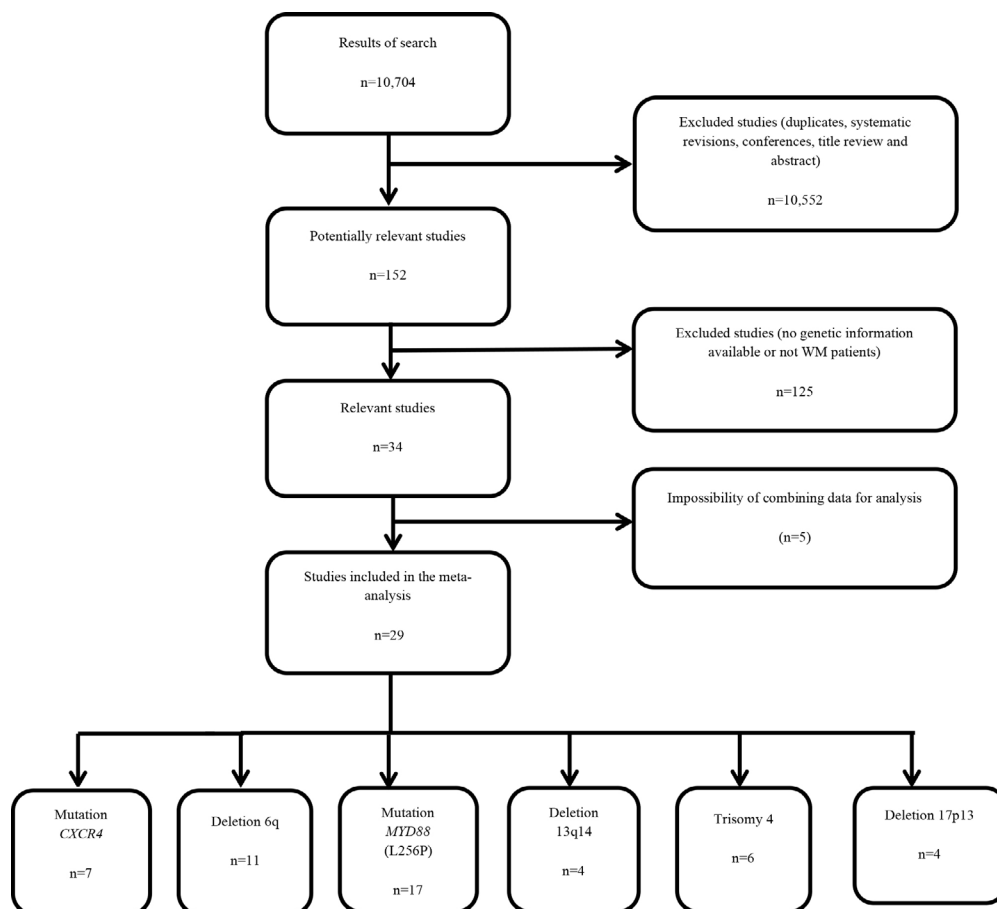 Results of search
n=10,704
Excluded studies (duplicates, systematic
revisions, conferences, title review and
abstract)
n=10,552
Potentially relevant studies
n=152
Excluded studies (no genetic information
available or not WM patients)
n=125
Relevant studies
n=34
Impossibility of combining data for analysis
(n=5)
Studies included in the meta-
analysis
n=29
Mutation
CXCR4
n=7
Deletion 6q
n=11
Mutation
MYD88
(L256P)
n=17
Deletion
13q14
n=4
Trisomy 4
n=6
Deletion 17p13
n=4